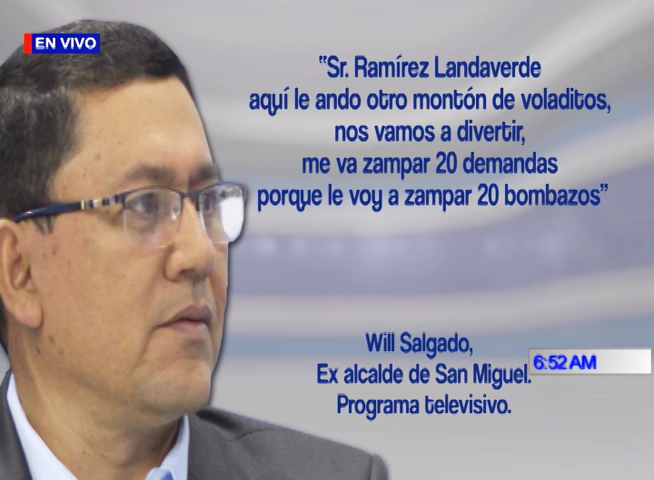 EN VIVO
"Sr. Ramírez Landaverde
aquí le ando otro montón de voladitos,
nos vamos a divertir,
me va zampar 20 demandas
porque le voy a zampar 20 bombazos"
Will Salgado,
Ex alcalde de San Miguel.
6:52 AM
Programa televisivo.